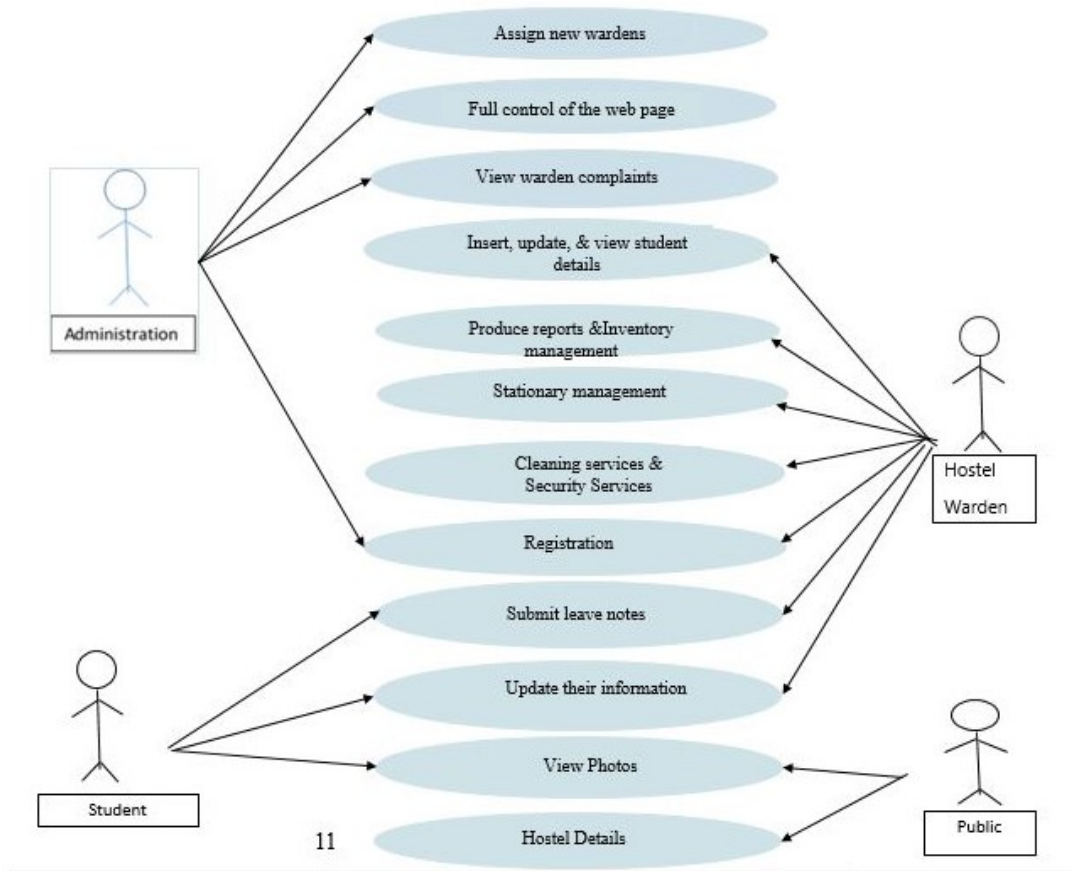 Assign new wardens
Full control of the web page
View warden complaints
Insert, update, & view student
details
Administration
Produce reports &Inventory
management
Stationary management
Cleaning services &
Security Services
Hostel
Warden
Registration
Submit leave notes
Update their information
View Photos
Student
Public
11
Hostel Details